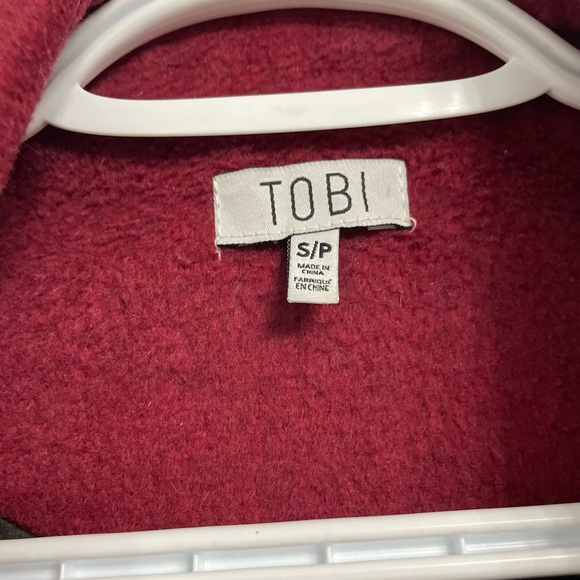 TOBI
S/P
MADE IN
CHINA
FABRIQUÉ
EN CHINE